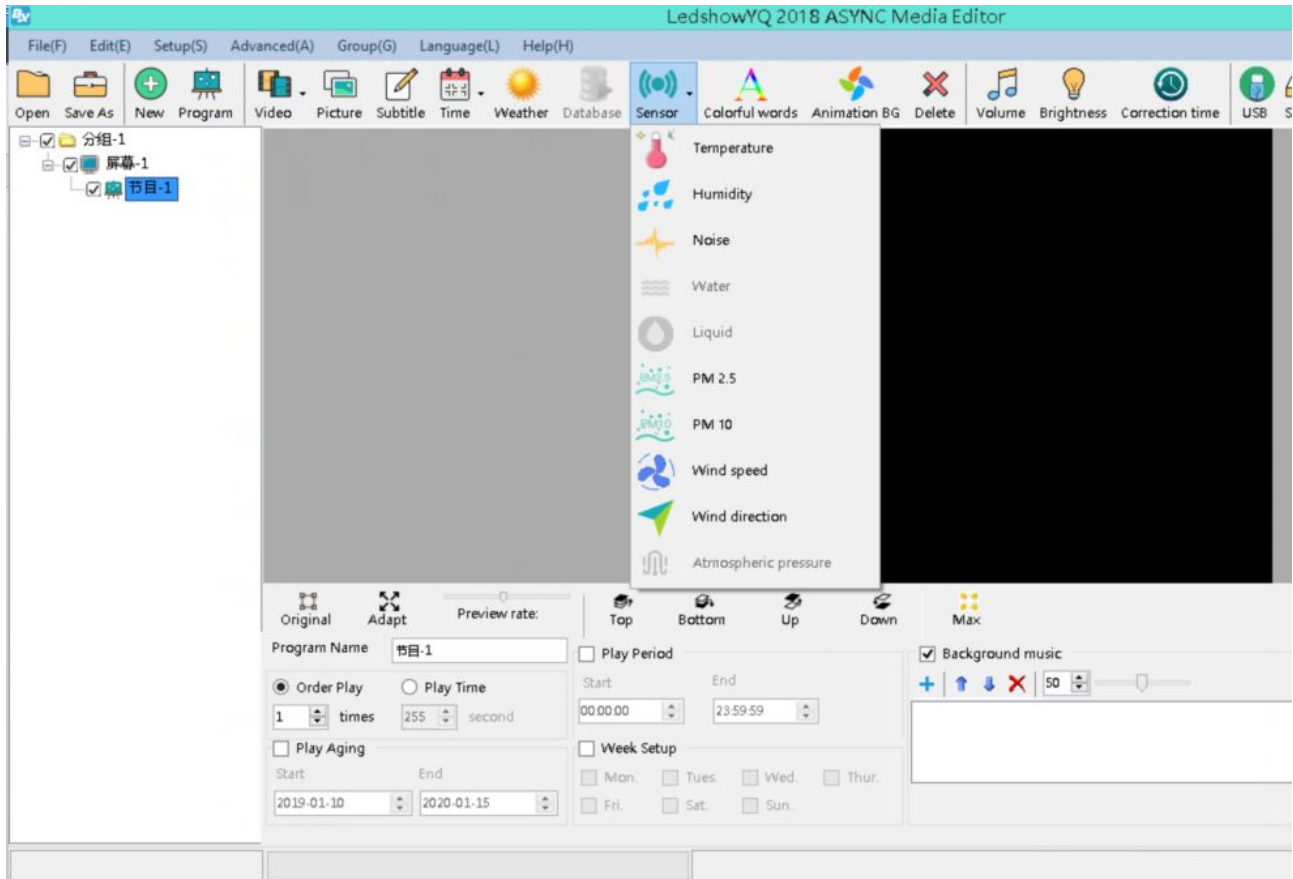 LedshowYQ 2018 ASYNC Media Editor
File(F) Edit(E) Setup(S) Advanced(A) Group(G) Language(L) Help(H)
Open Save As New Program Video Picture Subtitle Time Weather Database Sensor Colorful words Animation BG Delete Volume Brightness Correction time USB
分组-1
屏幕-1
节目-1
Temperature
Humidity
Noise
Water
Liquid
PM 2.5
PM 10
Wind speed
Wind direction
Atmospheric pressure
Original Adapt Preview rate: Top Bottom Up Down Max
Program Name 节目-1
Play Period
Background music
Order Play Play Time
Start End
50
1 times 255 second
00:00:00 23:59:59
Play Aging
Week Setup
Start End
Mon. Tues. Wed. Thur.
2019-01-10 2020-01-15
Fri. Sat. Sun.